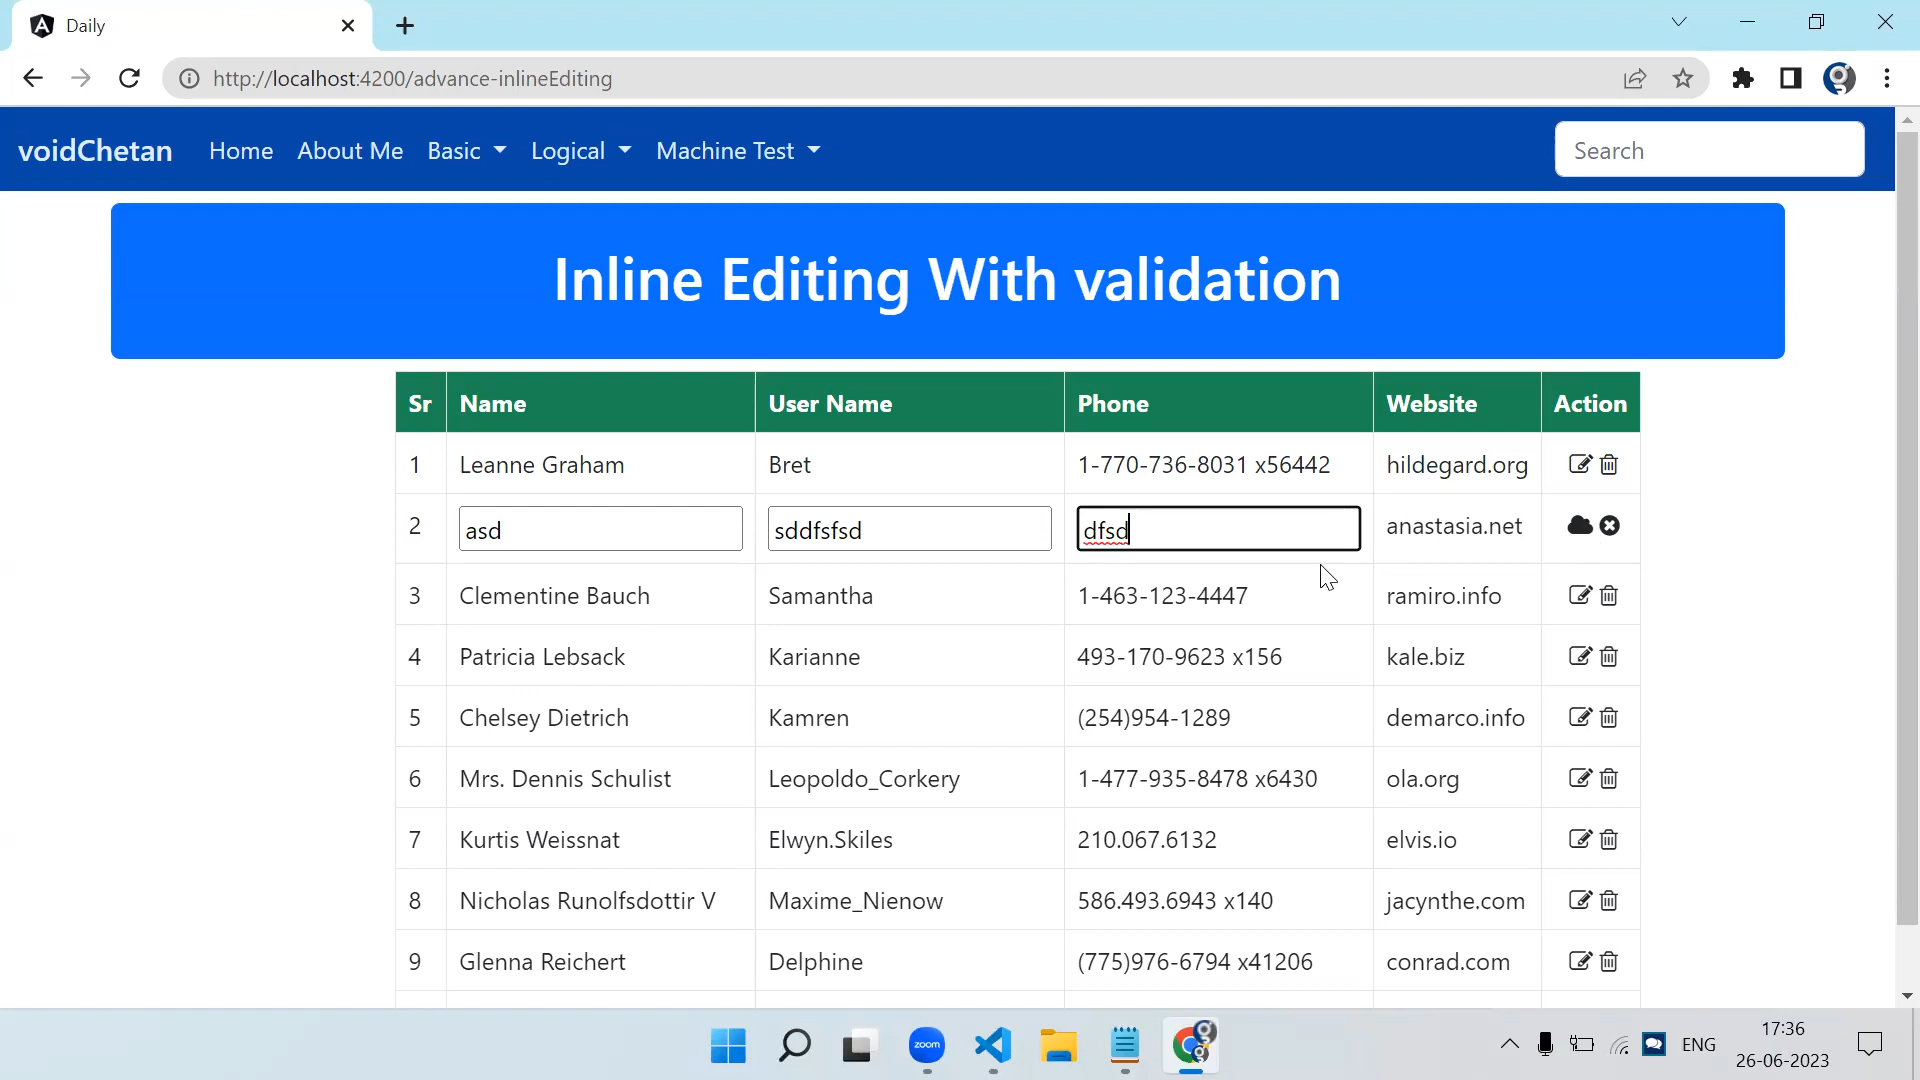 Daily
http://localhost:4200/advance-inlineEditing
voidChetan Home About Me Basic Logical Machine Test Search
Inline Editing With validation
Sr Name User Name Phone Website Action
1 Leanne Graham Bret 1-770-736-8031 x56442 hildegard.org
2 asd sddfsfsd dfsd anastasia.net
3 Clementine Bauch Samantha 1-463-123-4447 ramiro.info
4 Patricia Lebsack Karianne 493-170-9623 x156 kale.biz
5 Chelsey Dietrich Kamren (254)954-1289 demarco.info
6 Mrs. Dennis Schulist Leopoldo_Corkery 1-477-935-8478 x6430 ola.org
7 Kurtis Weissnat Elwyn.Skiles 210.067.6132 elvis.io
8 Nicholas Runolfsdottir V Maxime_Nienow 586.493.6943 x140 jacynthe.com
9 Glenna Reichert Delphine (775)976-6794 x41206 conrad.com
zoom
ENG
17:36
26-06-2023